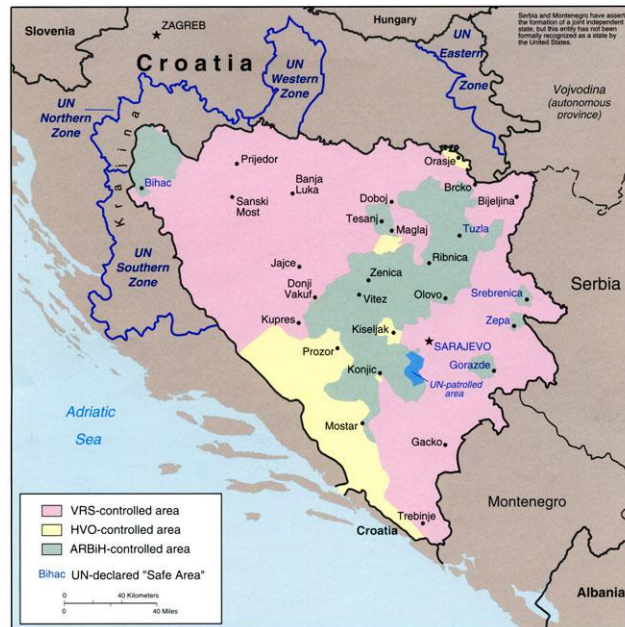 Slovenia
ZAGREB
Hungary
Serbia and Montenegro have asserted
the formation of a joint independent
state, but this entity has not been
formally recognized as a state by
the United States.
Croatia
UN
Western
Zone
UN
Eastern
Zone
Vojvodina
(autonomous
province)
UN
Northern
Zone
Krajina
Orasje
Prijedor
Bihac
Banja
Luka
Sanski
Most
Doboj
Brcko
Bijeljina
Tesanj
Maglaj
Tuzla
UN
Southern
Zone
Jajce
Zenica
Ribnica
Serbia
Donji
Vakuf
Vitez
Olovo
Srebrenica
Kupres
Kiseljak
Zepa
Prozor
SARAJEVO
Konjic
Gorazde
UN-patrolled
area
Adriatic
Sea
Mostar
Gacko
Montenegro
Trebinje
Croatia
Albania
VRS-controlled area
HVO-controlled area
ARBiH-controlled area
Bihac UN-declared "Safe Area"
0 40 Kilometers
0 40 Miles